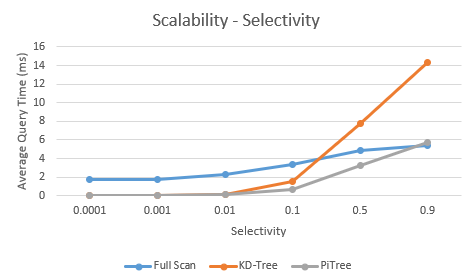 Scalability - Selectivity
Average Query Time (ms)
16
14
12
10
8
6
4
2
0
0.0001 0.001 0.01 0.1 0.5 0.9
Selectivity
Full Scan KD-Tree PiTree